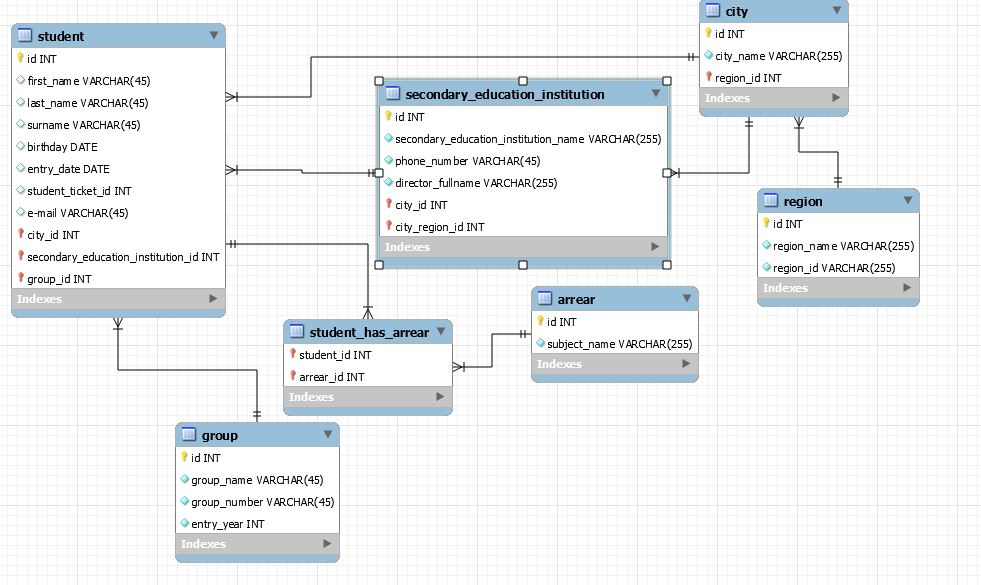 student
id INT
first_name VARCHAR(45)
last_name VARCHAR(45)
surname VARCHAR(45)
birthday DATE
entry_date DATE
student_ticket_id INT
e-mail VARCHAR(45)
city_id INT
secondary_education_institution_id INT
group_id INT
Indexes
secondary_education_institution
id INT
secondary_education_institution_name VARCHAR(255)
phone_number VARCHAR(45)
director_fullname VARCHAR(255)
city_id INT
city_region_id INT
Indexes
city
id INT
city_name VARCHAR(255)
region_id INT
Indexes
region
id INT
region_name VARCHAR(255)
region_id VARCHAR(255)
Indexes
student_has_arrear
student_id INT
arrear_id INT
Indexes
arrear
id INT
subject_name VARCHAR(255)
Indexes
group
id INT
group_name VARCHAR(45)
group_number VARCHAR(45)
entry_year INT
Indexes